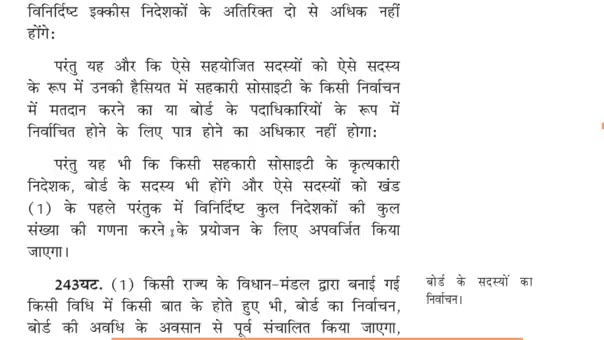 विनिर्दिष्ट इक्कीस निदेशकों के अतिरिक्त दो से अधिक नहीं
होंगे:
परंतु यह और कि ऐसे सहयोजित सदस्यों को ऐसे सदस्य
के रूप में उनकी हैसियत में सहकारी सोसाइटी के किसी निर्वाचन
में मतदान करने का या बोर्ड के पदाधिकारियों के रूप में
निर्वाचित होने के लिए पात्र होने का अधिकार नहीं होगा:
परंतु यह भी कि किसी सहकारी सोसाइटी के कृत्यकारी
निदेशक, बोर्ड के सदस्य भी होंगे और ऐसे सदस्यों को खंड
(1) के पहले परंतुक में विनिर्दिष्ट कुल निदेशकों की कुल
संख्या की गणना करने के प्रयोजन के लिए अपवर्जित किया
जाएगा।
243यट. (1) किसी राज्य के विधान-मंडल द्वारा बनाई गई
किसी विधि में किसी बात के होते हुए भी, बोर्ड का निर्वाचन,
बोर्ड की अवधि के अवसान से पूर्व संचालित किया जाएगा,
बोर्ड के सदस्यों का
निर्वाचन।